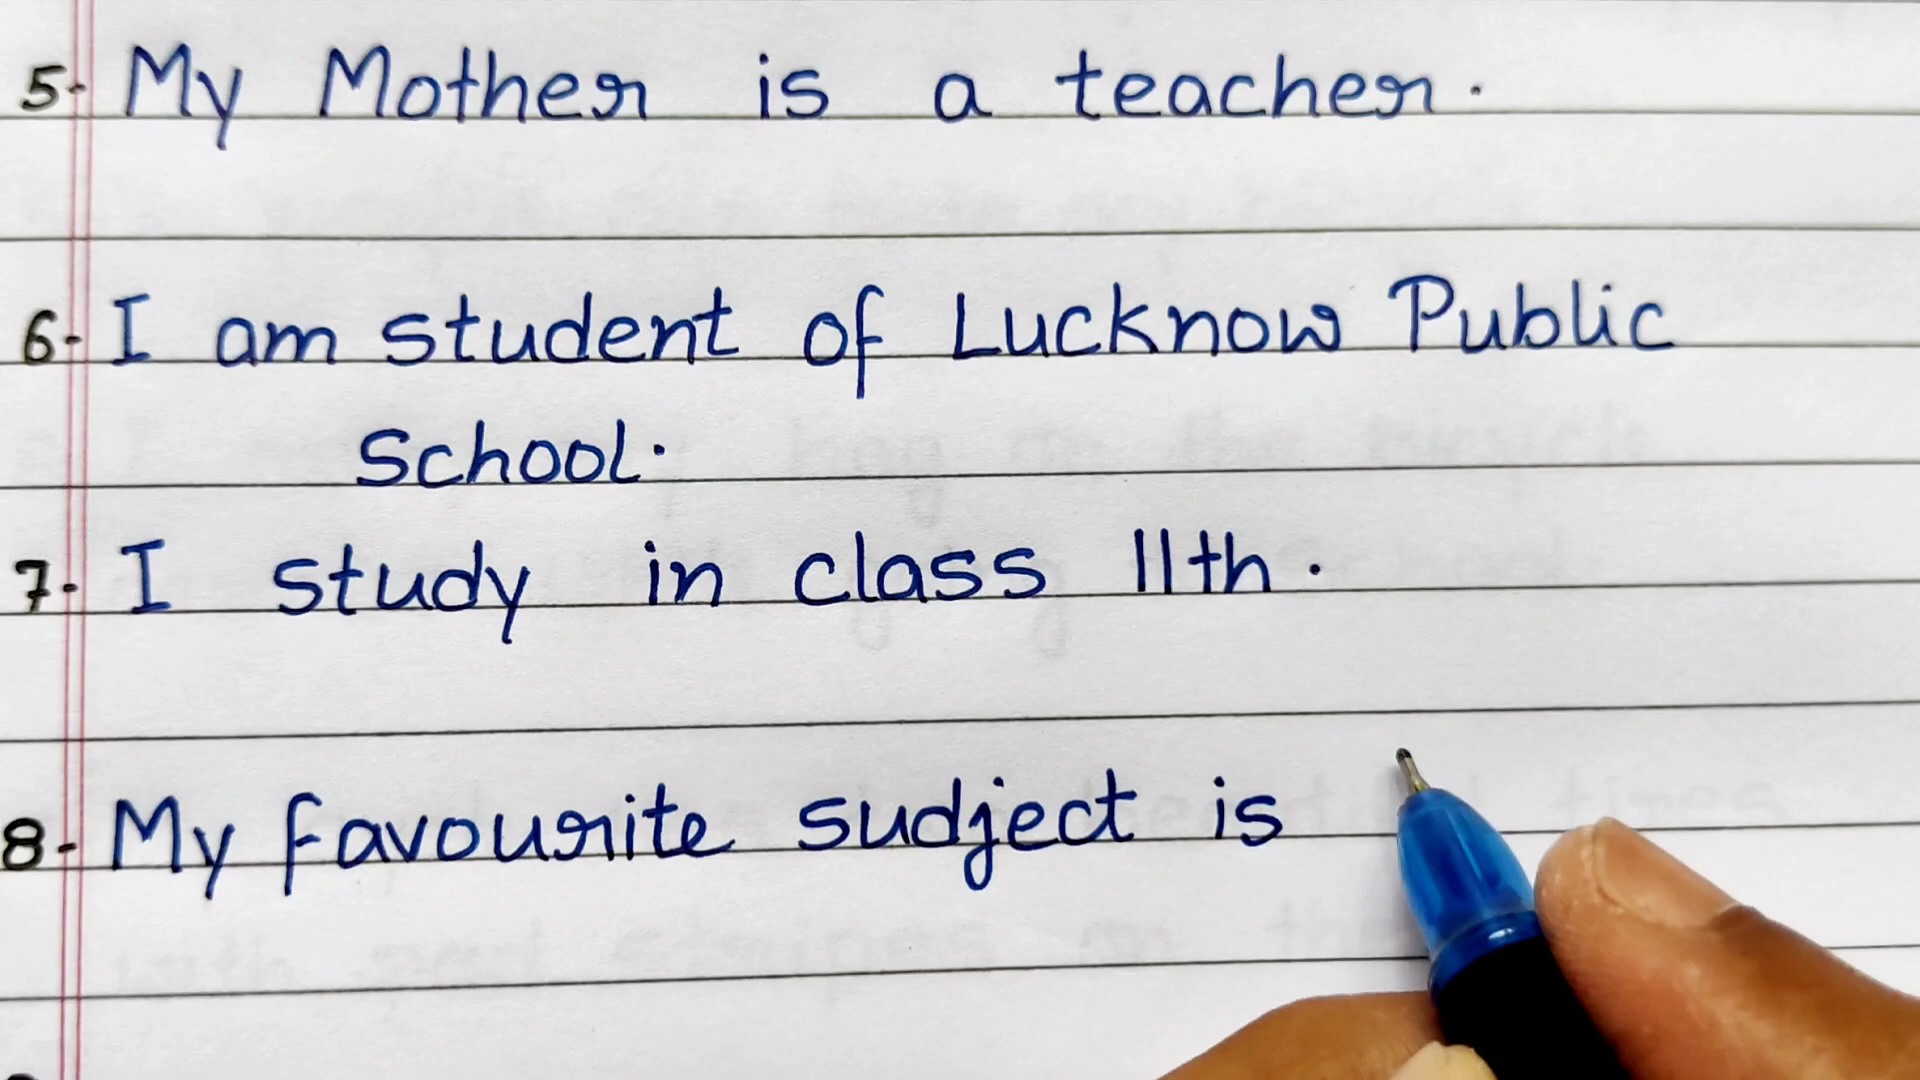 5- My Mother is a teacher.
6- I am student of Lucknow Public
School.
7- I study in class 11th.
8- My favourite sudject is